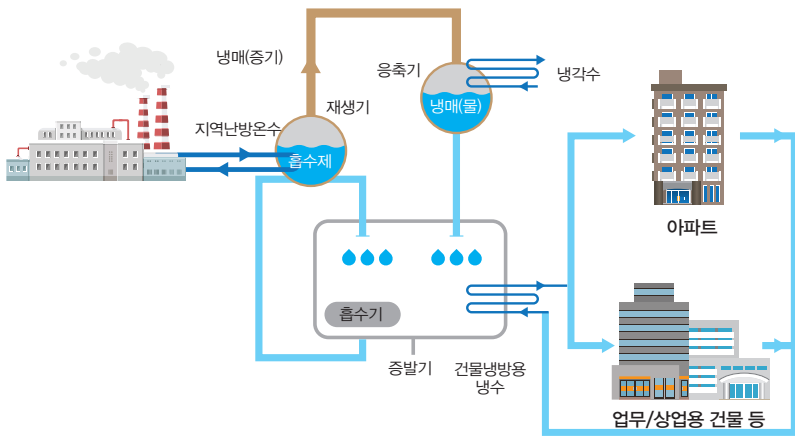 냉매(증기)
응축기
냉각수
재생기
냉매(물)
지역난방온수
흡수제
아파트
흡수기
증발기
건물냉방용
냉수
업무/상업용 건물 등